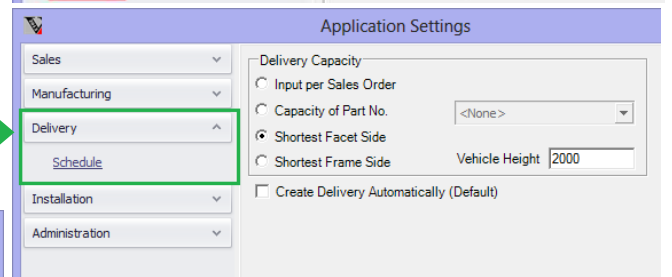 Application Settings
Sales
Manufacturing
Delivery
Schedule
Installation
Administration
Delivery Capacity
Input per Sales Order
Capacity of Part No. <None>
Shortest Facet Side
Shortest Frame Side Vehicle Height 2000
Create Delivery Automatically (Default)